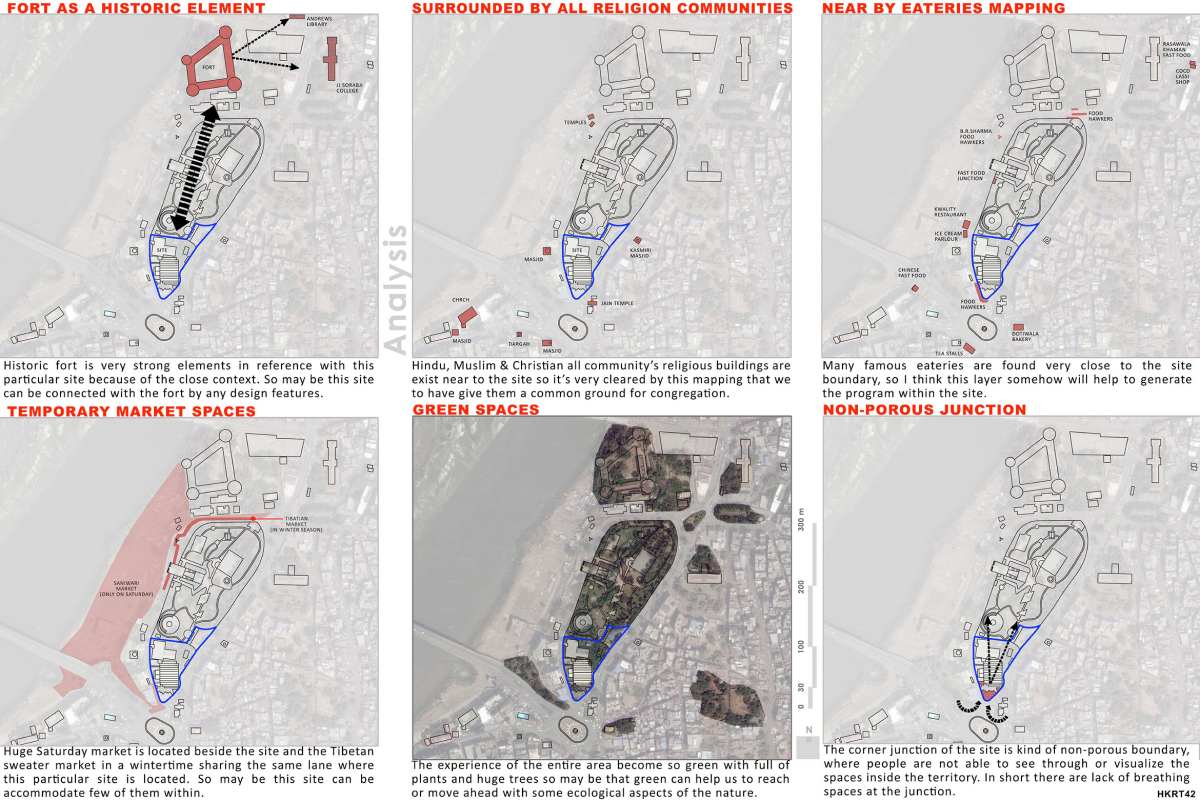 FORT AS A HISTORIC ELEMENT
ANDREWS
LIBRARY
FORT
JJ SORABJI
COLLEGE
SITE
Historic fort is very strong elements in reference with this
particular site because of the close context. So may be this site
can be connected with the fort by any design features.
Analysis
SURROUNDED BY ALL RELIGION COMMUNITIES
TEMPLES
SITE
KASMIRI
MASJID
MASJID
JAIN TEMPLE
CHRCH
MASJID
DARGAH
MASJID
Hindu, Muslim & Christian all community's religious buildings are
exist near to the site so it's very cleared by this mapping that we
to have give them a common ground for congregation.
NEAR BY EATERIES MAPPING
RASAWALA
KHAMAN
FAST FOOD
COCO
LASSI
SHOP
FOOD
HAWKERS
B.R.SHARMA
FOOD
HAWKERS
FAST FOOD
JUNCTION
KWALITY
RESTAURANT
ICE CREAM
PARLOUR
CHINESE
FAST FOOD
FOOD
HAWKERS
DOTIWALA
BAKERY
TEA STALLS
Many famous eateries are found very close to the site
boundary, so I think this layer somehow will help to generate
the program within the site.
TEMPORARY MARKET SPACES
TIBATIAN
MARKET
(IN WINTER SEASON)
SANIWARI
MARKET
(ONLY ON SATURDAY)
Huge Saturday market is located beside the site and the Tibetan
sweater market in a wintertime sharing the same lane where
this particular site is located. So may be this site can be
accommodate few of them within.
GREEN SPACES
The experience of the entire area become so green with full of
plants and huge trees so may be that green can help us to reach
or move ahead with some ecological aspects of the nature.
300 m
200
100
30
0
N
NON-POROUS JUNCTION
The corner junction of the site is kind of non-porous boundary,
where people are not able to see through or visualize the
spaces inside the territory. In short there are lack of breathing
spaces at the junction.
HKRT42